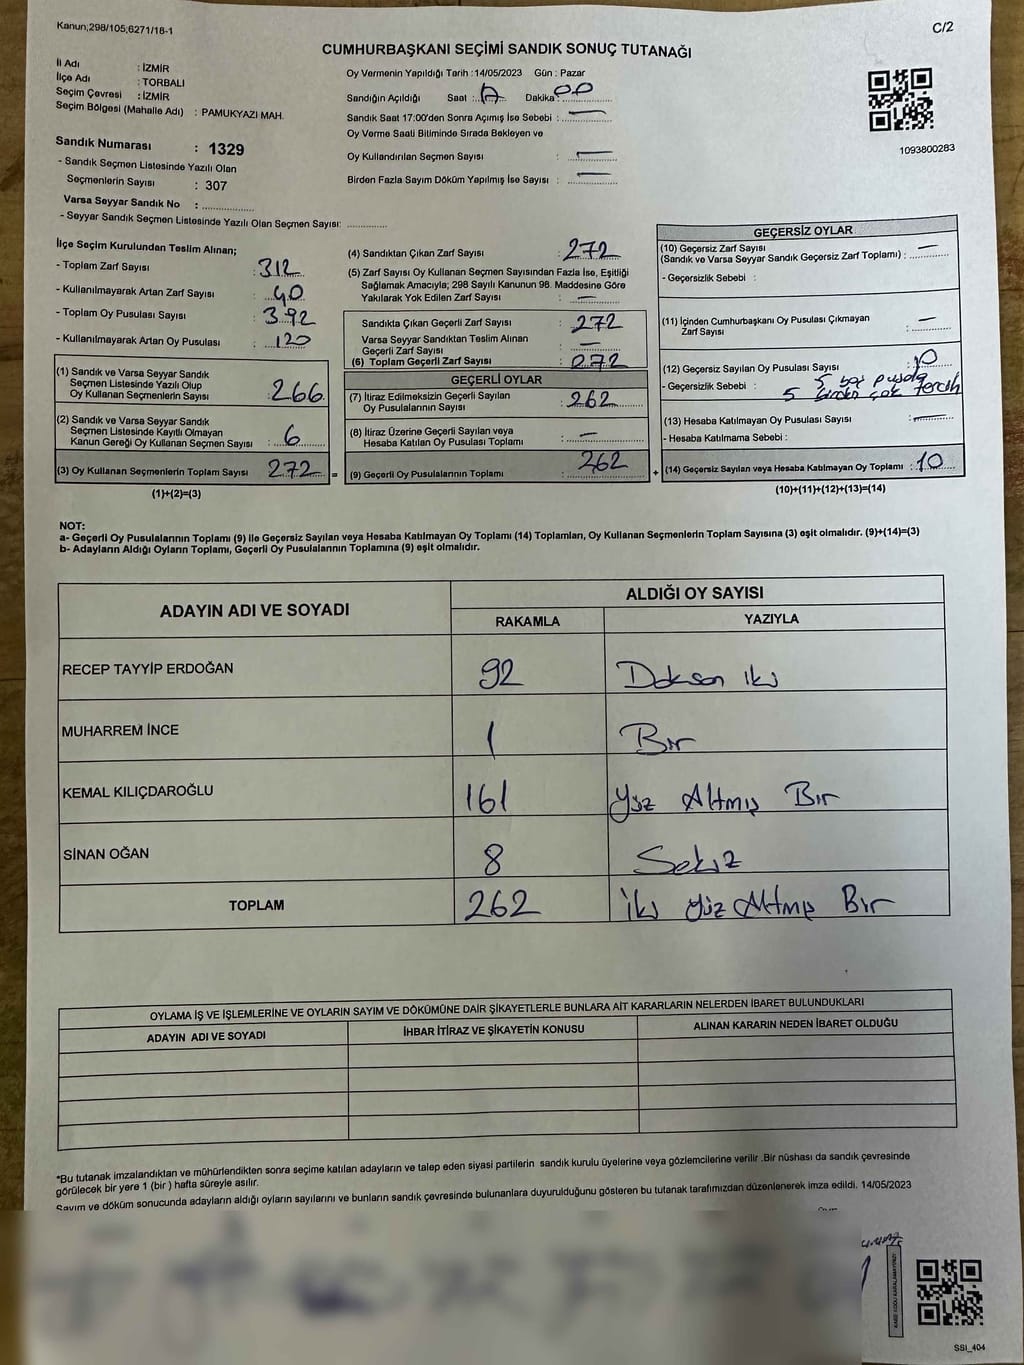 Kanun;298/105;6271/18-1
C/2
CUMHURBAŞKANI SEÇİMİ SANDIK SONUÇ TUTANAĞI
İl Adı : İZMİR
İlçe Adı : TORBALI
Seçim Çevresi : İZMİR
Seçim Bölgesi (Mahalle Adı) : PAMUKYAZI MAH.
Sandık Numarası : 1329
- Sandık Seçmen Listesinde Yazılı Olan
Seçmenlerin Sayısı : 307
Varsa Seyyar Sandık No : ................
- Seyyar Sandık Seçmen Listesinde Yazılı Olan Seçmen Sayısı: ............
Oy Vermenin Yapıldığı Tarih :14/05/2023 Gün : Pazar
Sandığın Açıldığı Saat : Dakika : 00
Sandık Saat 17:00'den Sonra Açımış İse Sebebi : —
Oy Verme Saati Bitiminde Sırada Bekleyen ve
Oy Kullandırılan Seçmen Sayısı : —
Birden Fazla Sayım Döküm Yapılmış İse Sayısı : —
1093800283
İlçe Seçim Kurulundan Teslim Alınan;
- Toplam Zarf Sayısı : 312
- Kullanılmayarak Artan Zarf Sayısı : 40
- Toplam Oy Pusulası Sayısı : 392
- Kullanılmayarak Artan Oy Pusulası : 120
(1) Sandık ve Varsa Seyyar Sandık
Seçmen Listesinde Yazılı Olup
Oy Kullanan Seçmenlerin Sayısı : 266
(2) Sandık ve Varsa Seyyar Sandık
Seçmen Listesinde Kayıtlı Olmayan
Kanun Gereği Oy Kullanan Seçmen Sayısı : 6
(3) Oy Kullanan Seçmenlerin Toplam Sayısı : 272 =
(1)+(2)=(3)
(4) Sandıktan Çıkan Zarf Sayısı : 272
(5) Zarf Sayısı Oy Kullanan Seçmen Sayısından Fazla İse, Eşitliği
Sağlamak Amacıyla; 298 Sayılı Kanunun 98. Maddesine Göre
Yakılarak Yok Edilen Zarf Sayısı : —
Sandıkta Çıkan Geçerli Zarf Sayısı : 272
Varsa Seyyar Sandıktan Teslim Alınan
Geçerli Zarf Sayısı : —
(6) Toplam Geçerli Zarf Sayısı : 272
GEÇERLİ OYLAR
(7) İtiraz Edilmeksizin Geçerli Sayılan
Oy Pusulalarının Sayısı : 262
(8) İtiraz Üzerine Geçerli Sayılan veya
Hesaba Katılan Oy Pusulası Toplamı : —
(9) Geçerli Oy Pusulalarının Toplamı : 262 +
GEÇERSİZ OYLAR
(10) Geçersiz Zarf Sayısı
(Sandık ve Varsa Seyyar Sandık Geçersiz Zarf Toplamı) : —
- Geçersizlik Sebebi :
(11) İçinden Cumhurbaşkanı Oy Pusulası Çıkmayan
Zarf Sayısı : —
(12) Geçersiz Sayılan Oy Pusulası Sayısı : 10
- Geçersizlik Sebebi : 5 boş pusula
5 birden çok tercih
(13) Hesaba Katılmayan Oy Pusulası Sayısı : —
- Hesaba Katılmama Sebebi :
(14) Geçersiz Sayılan veya Hesaba Katılmayan Oy Toplamı : 10
(10)+(11)+(12)+(13)=(14)
NOT:
a- Geçerli Oy Pusulalarının Toplamı (9) ile Geçersiz Sayılan veya Hesaba Katılmayan Oy Toplamı (14) Toplamları, Oy Kullanan Seçmenlerin Toplam Sayısına (3) eşit olmalıdır. (9)+(14)=(3)
b- Adayların Aldığı Oyların Toplamı, Geçerli Oy Pusulalarının Toplamına (9) eşit olmalıdır.
ADAYIN ADI VE SOYADI
ALDIĞI OY SAYISI
RAKAMLA YAZIYLA
RECEP TAYYİP ERDOĞAN 92 Doksan iki
MUHARREM İNCE 1 Bir
KEMAL KILIÇDAROĞLU 161 Yüz Altmış Bir
SİNAN OĞAN 8 Sekiz
TOPLAM 262 İki yüz Altmış Bir
OYLAMA İŞ VE İŞLEMLERİNE VE OYLARIN SAYIM VE DÖKÜMÜNE DAİR ŞİKAYETLERLE BUNLARA AİT KARARLARIN NELERDEN İBARET BULUNDUKLARI
ADAYIN ADI VE SOYADI İHBAR İTİRAZ VE ŞİKAYETİN KONUSU ALINAN KARARIN NEDEN İBARET OLDUĞU
*Bu tutanak imzalandıktan ve mühürlendikten sonra seçime katılan adayların ve talep eden siyasi partilerin sandık kurulu üyelerine veya gözlemcilerine verilir .Bir nüshası da sandık çevresinde
görülecek bir yere 1 (bir ) hafta süreyle asılır.
Sayım ve döküm sonucunda adayların aldığı oyların sayılarını ve bunların sandık çevresinde bulunanlara duyurulduğunu gösteren bu tutanak tarafımızdan düzenlenerek imza edildi. 14/05/2023
SSI_404